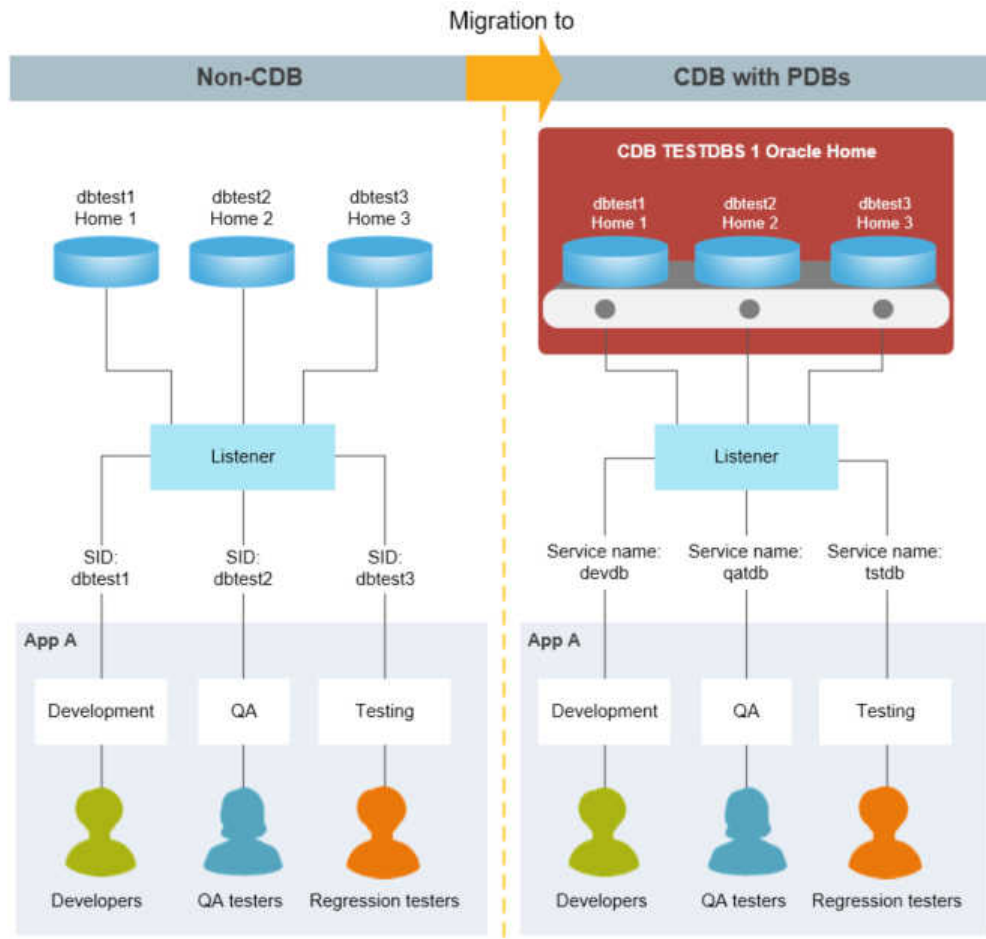 Migration to
Non-CDB
CDB with PDBs
dbtest1
Home 1
dbtest2
Home 2
dbtest3
Home 3
Listener
SID:
dbtest1
SID:
dbtest2
SID:
dbtest3
App A
Development
QA
Testing
Developers
QA testers
Regression testers
CDB TESTDBS 1 Oracle Home
dbtest1
Home 1
dbtest2
Home 2
dbtest3
Home 3
Listener
Service name:
devdb
Service name:
qatdb
Service name:
tstdb
App A
Development
QA
Testing
Developers
QA testers
Regression testers